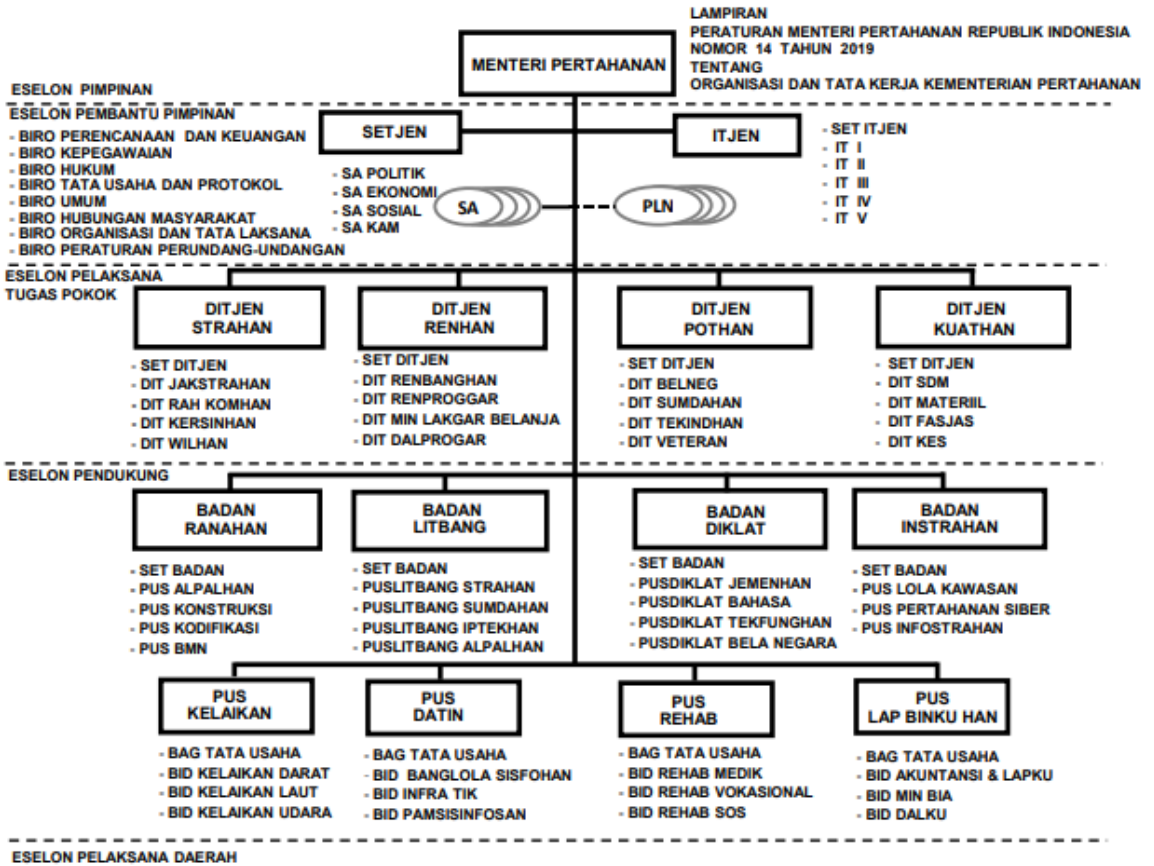 LAMPIRAN
PERATURAN MENTERI PERTAHANAN REPUBLIK INDONESIA
NOMOR 14 TAHUN 2019
TENTANG
ORGANISASI DAN TATA KERJA KEMENTERIAN PERTAHANAN
MENTERI PERTAHANAN
ESELON PIMPINAN
ESELON PEMBANTU PIMPINAN
- BIRO PERENCANAAN DAN KEUANGAN
- BIRO KEPEGAWAIAN
- BIRO HUKUM
- BIRO TATA USAHA DAN PROTOKOL
- BIRO UMUM
- BIRO HUBUNGAN MASYARAKAT
- BIRO ORGANISASI DAN TATA LAKSANA
- BIRO PERATURAN PERUNDANG-UNDANGAN
SETJEN
- SA POLITIK
- SA EKONOMI
- SA SOSIAL
- SA KAM
SA
PLN
ITJEN
- SET ITJEN
- IT I
- IT II
- IT III
- IT IV
- IT V
ESELON PELAKSANA
TUGAS POKOK
DITJEN
STRAHAN
- SET DITJEN
- DIT JAKSTRAHAN
- DIT RAH KOMHAN
- DIT KERSINHAN
- DIT WILHAN
DITJEN
RENHAN
- SET DITJEN
- DIT RENBANGHAN
- DIT RENPROGGAR
- DIT MIN LAKGAR BELANJA
- DIT DALPROGAR
DITJEN
POTHAN
- SET DITJEN
- DIT BELNEG
- DIT SUMDAHAN
- DIT TEKINDHAN
- DIT VETERAN
DITJEN
KUATHAN
- SET DITJEN
- DIT SDM
- DIT MATERIIL
- DIT FASJAS
- DIT KES
ESELON PENDUKUNG
BADAN
RANAHAN
- SET BADAN
- PUS ALPALHAN
- PUS KONSTRUKSI
- PUS KODIFIKASI
- PUS BMN
BADAN
LITBANG
- SET BADAN
- PUSLITBANG STRAHAN
- PUSLITBANG SUMDAHAN
- PUSLITBANG IPTEKHAN
- PUSLITBANG ALPALHAN
BADAN
DIKLAT
- SET BADAN
- PUSDIKLAT JEMENHAN
- PUSDIKLAT BAHASA
- PUSDIKLAT TEKFUNGHAN
- PUSDIKLAT BELA NEGARA
BADAN
INSTRAHAN
- SET BADAN
- PUS LOLA KAWASAN
- PUS PERTAHANAN SIBER
- PUS INFOSTRAHAN
PUS
KELAIKAN
- BAG TATA USAHA
- BID KELAIKAN DARAT
- BID KELAIKAN LAUT
- BID KELAIKAN UDARA
PUS
DATIN
- BAG TATA USAHA
- BID BANGLOLA SISFOHAN
- BID INFRA TIK
- BID PAMSISINFOSAN
PUS
REHAB
- BAG TATA USAHA
- BID REHAB MEDIK
- BID REHAB VOKASIONAL
- BID REHAB SOS
PUS
LAP BINKU HAN
- BAG TATA USAHA
- BID AKUNTANSI & LAPKU
- BID MIN BIA
- BID DALKU
ESELON PELAKSANA DAERAH